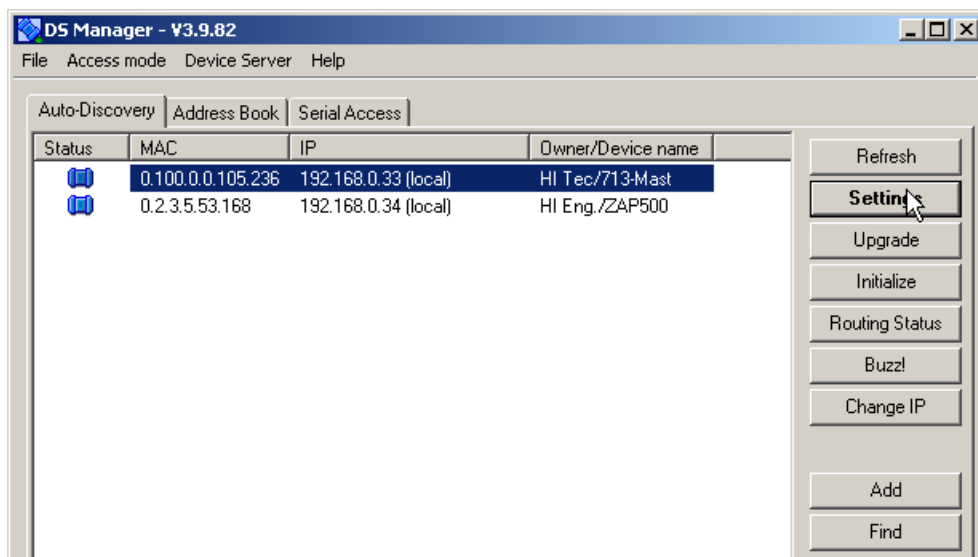 DS Manager - V3.9.82
File Access mode Device Server Help
Auto-Discovery Address Book Serial Access
Status MAC IP Owner/Device name
0.100.0.0.105.236 192.168.0.33 (local) HI Tec/713-Mast
0.2.3.5.53.168 192.168.0.34 (local) HI Eng./ZAP500
Refresh
Settings
Upgrade
Initialize
Routing Status
Buzz!
Change IP
Add
Find